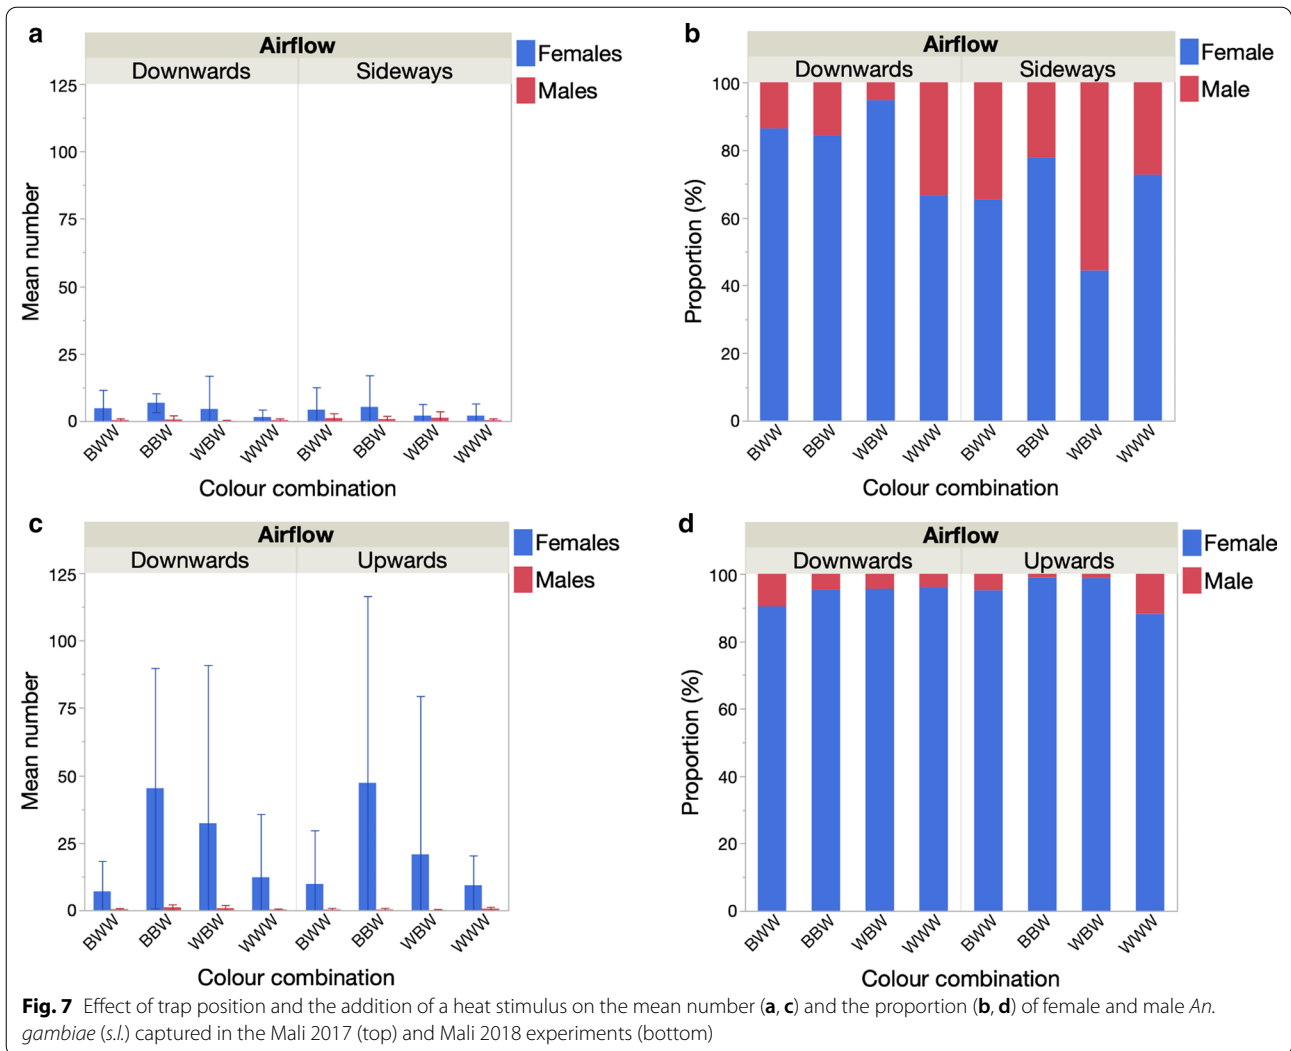 a
Airflow
Downwards Sideways
Females
Males
125
100
75
50
25
0
Mean number
BWW BBW WBW WWW BWW BBW WBW WWW
Colour combination
b
Airflow
Downwards Sideways
Female
Male
100
80
60
40
20
0
Proportion (%)
BWW BBW WBW WWW BWW BBW WBW WWW
Colour combination
c
Airflow
Downwards Upwards
Females
Males
125
100
75
50
25
0
Mean number
BWW BBW WBW WWW BWW BBW WBW WWW
Colour combination
d
Airflow
Downwards Upwards
Female
Male
100
80
60
40
20
0
Proportion (%)
BWW BBW WBW WWW BWW BBW WBW WWW
Colour combination
Fig. 7 Effect of trap position and the addition of a heat stimulus on the mean number (a, c) and the proportion (b, d) of female and male An.
gambiae (s.l.) captured in the Mali 2017 (top) and Mali 2018 experiments (bottom)